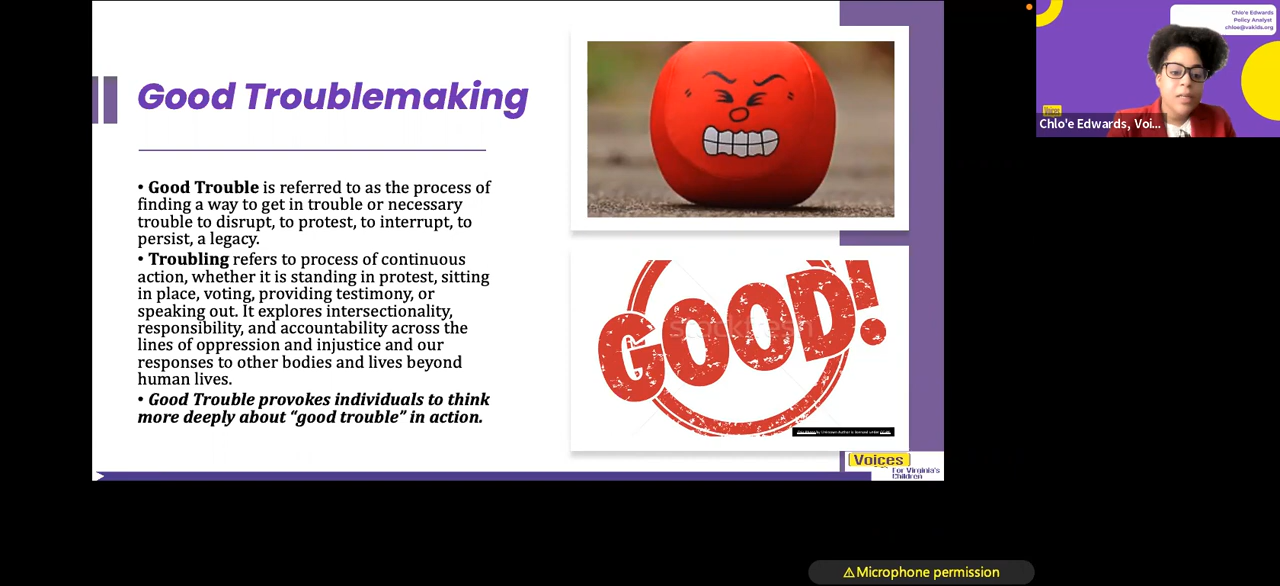 Good Troublemaking
• Good Trouble is referred to as the process of
finding a way to get in trouble or necessary
trouble to disrupt, to protest, to interrupt, to
persist, a legacy.
• Troubling refers to process of continuous
action, whether it is standing in protest, sitting
in place, voting, providing testimony, or
speaking out. It explores intersectionality,
responsibility, and accountability across the
lines of oppression and injustice and our
responses to other bodies and lives beyond
human lives.
• Good Trouble provokes individuals to think
more deeply about “good trouble” in action.
GOOD!
Voices
For Virginia's
Children
Chlo'e Edwards
Policy Analyst
chloe@vakids.org
Voices
Chlo'e Edwards, Voi...
⚠Microphone permission